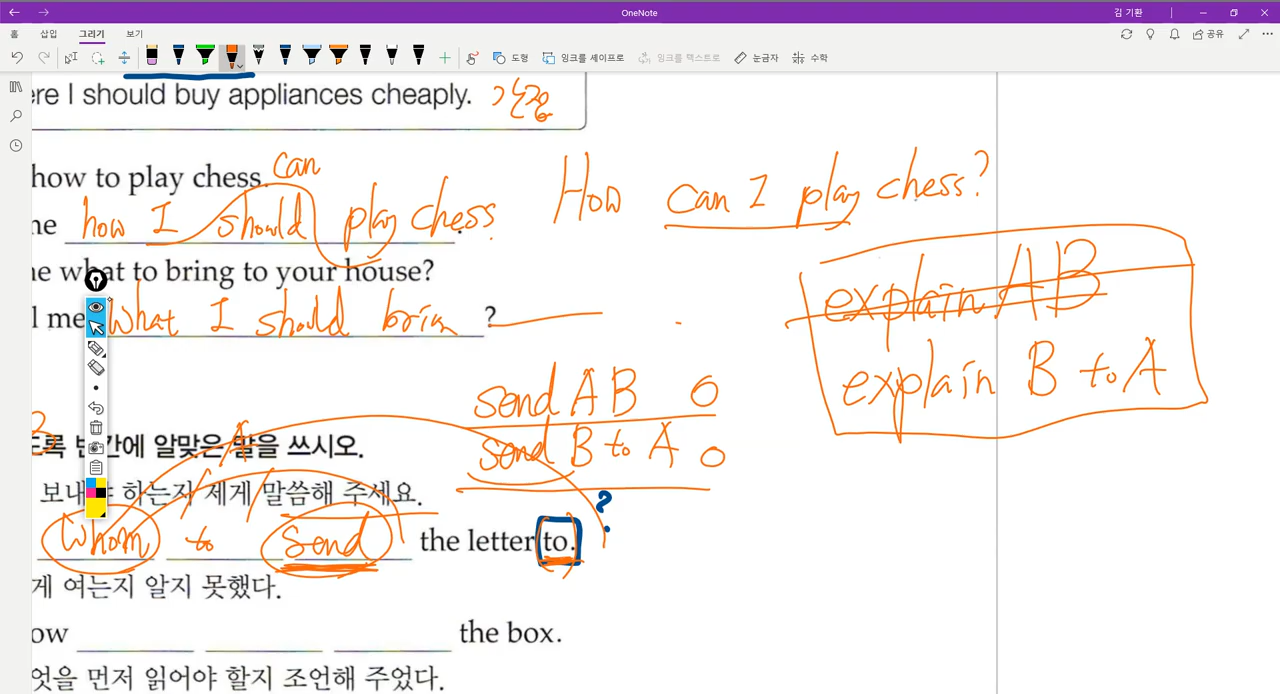 OneNote
김 기환
홈 삽입 그리기 보기
공유
도형 잉크를 셰이프로 잉크를 텍스트로 눈금자 수학
ere I should buy appliances cheaply.
how to play chess.
can
How can I play chess?
ne how I should play chess.
ne what to bring to your house?
l me what I should brin ?
explain A B
explain B to A
send A B O
send B to A O
B
도록 빈칸에 알맞은 말을 쓰시오.
A
보내야 하는지 / 제게 / 말씀해 주세요.
?
whom to send the letter to.
게 여는지 알지 못했다.
ow the box.
엇을 먼저 읽어야 할지 조언해 주었다.